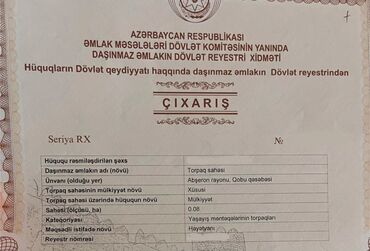 AZƏRBAYCAN RESPUBLİKASI
ƏMLAK MƏSƏLƏLƏRİ DÖVLƏT KOMİTƏSİNİN YANINDA
DAŞINMAZ ƏMLAKIN DÖVLƏT REYESTRİ XİDMƏTİ
Hüquqların Dövlət qeydiyyatı haqqında daşınmaz əmlakın Dövlət reyestrindən
ÇIXARIŞ
Seriya RX №
Hüququ rəsmiləşdirilən şəxs
Daşınmaz əmlakın adı (növü) Torpaq sahəsi
Ünvanı (olduğu yer) Abşeron rayonu, Qobu qəsəbəsi
Torpaq sahəsinin mülkiyyət növü Xüsusi
Torpaq sahəsi üzərində hüququn növü Mülkiyyət
Sahəsi (ölçüsü, ha) 0.06
Kateqoriyası Yaşayış məntəqələrinin torpaqları
Məqsədli istifadə növü Həyətyanı
Reyestr nömrəsi